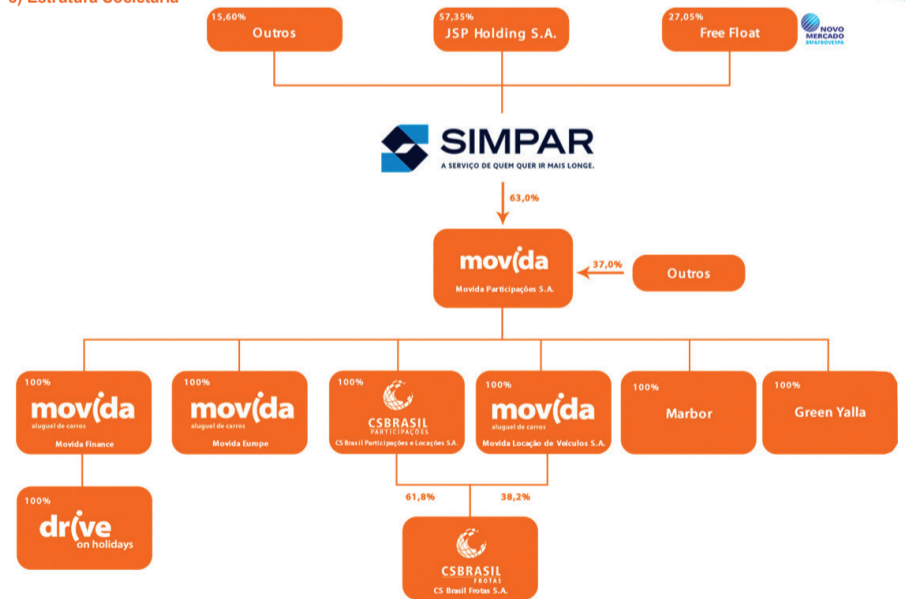 e) Estrutura Societária
15,60%
Outros
57,35%
JSP Holding S.A.
27,05%
Free Float
NOVO
MERCADO
BM&FBOVESPA
SIMPAR
A SERVIÇO DE QUEM QUER IR MAIS LONGE.
63,0%
movida
Movida Participações S.A.
37,0%
Outros
100%
movida
aluguel de carros
Movida Finance
100%
movida
aluguel de carros
Movida Europe
100%
CSBRASIL
PARTICIPAÇÕES
CS Brasil Participações e Locações S.A.
100%
movida
aluguel de carros
Movida Locação de Veículos S.A.
100%
Marbor
100%
Green Yalla
100%
drive
on holidays
61,8%
38,2%
CSBRASIL
FROTAS
CS Brasil Frotas S.A.